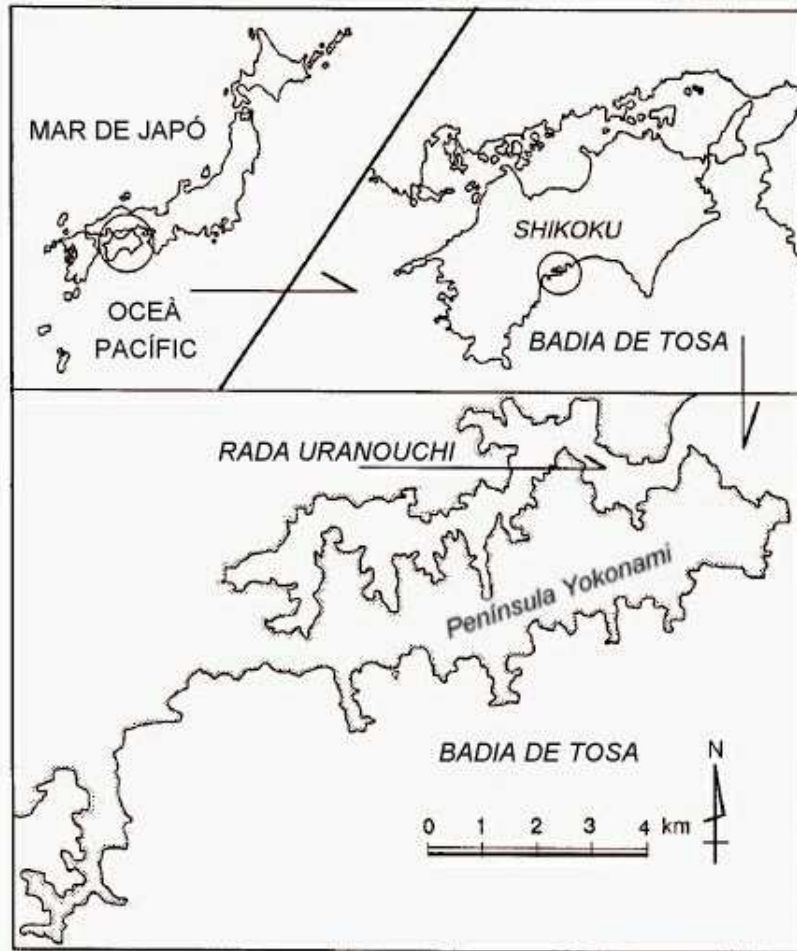 MAR DE JAPÓ
OCEÀ
PACÍFIC
SHIKOKU
BADIA DE TOSA
RADA URANOUCHI
Península Yokonami
BADIA DE TOSA
N
0 1 2 3 4 km